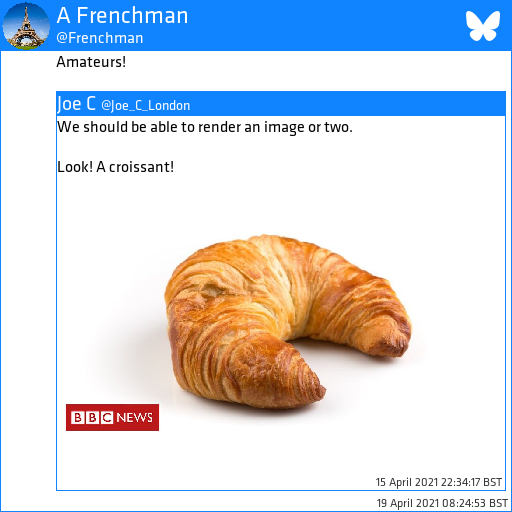 A Frenchman
@Frenchman
Amateurs!
Joe C @Joe_C_London
We should be able to render an image or two.
Look! A croissant!
BBC NEWS
15 April 2021 22:34:17 BST
19 April 2021 08:24:53 BST